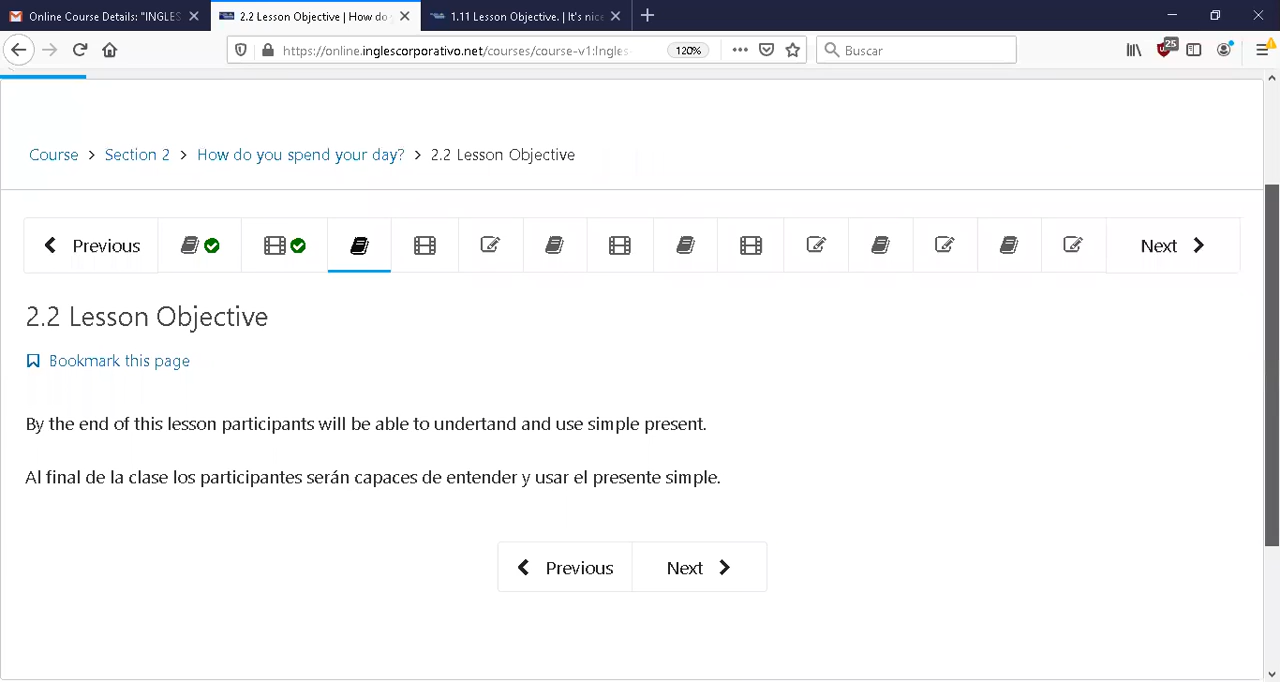 Online Course Details: "INGLES
2.2 Lesson Objective | How do
1.11 Lesson Objective. | It's nice
https://online.inglescorporativo.net/courses/course-v1:Ingles
120%
Buscar
25
Course > Section 2 > How do you spend your day? > 2.2 Lesson Objective
Previous
Next
2.2 Lesson Objective
Bookmark this page
By the end of this lesson participants will be able to undertand and use simple present.
Al final de la clase los participantes serán capaces de entender y usar el presente simple.
Previous
Next